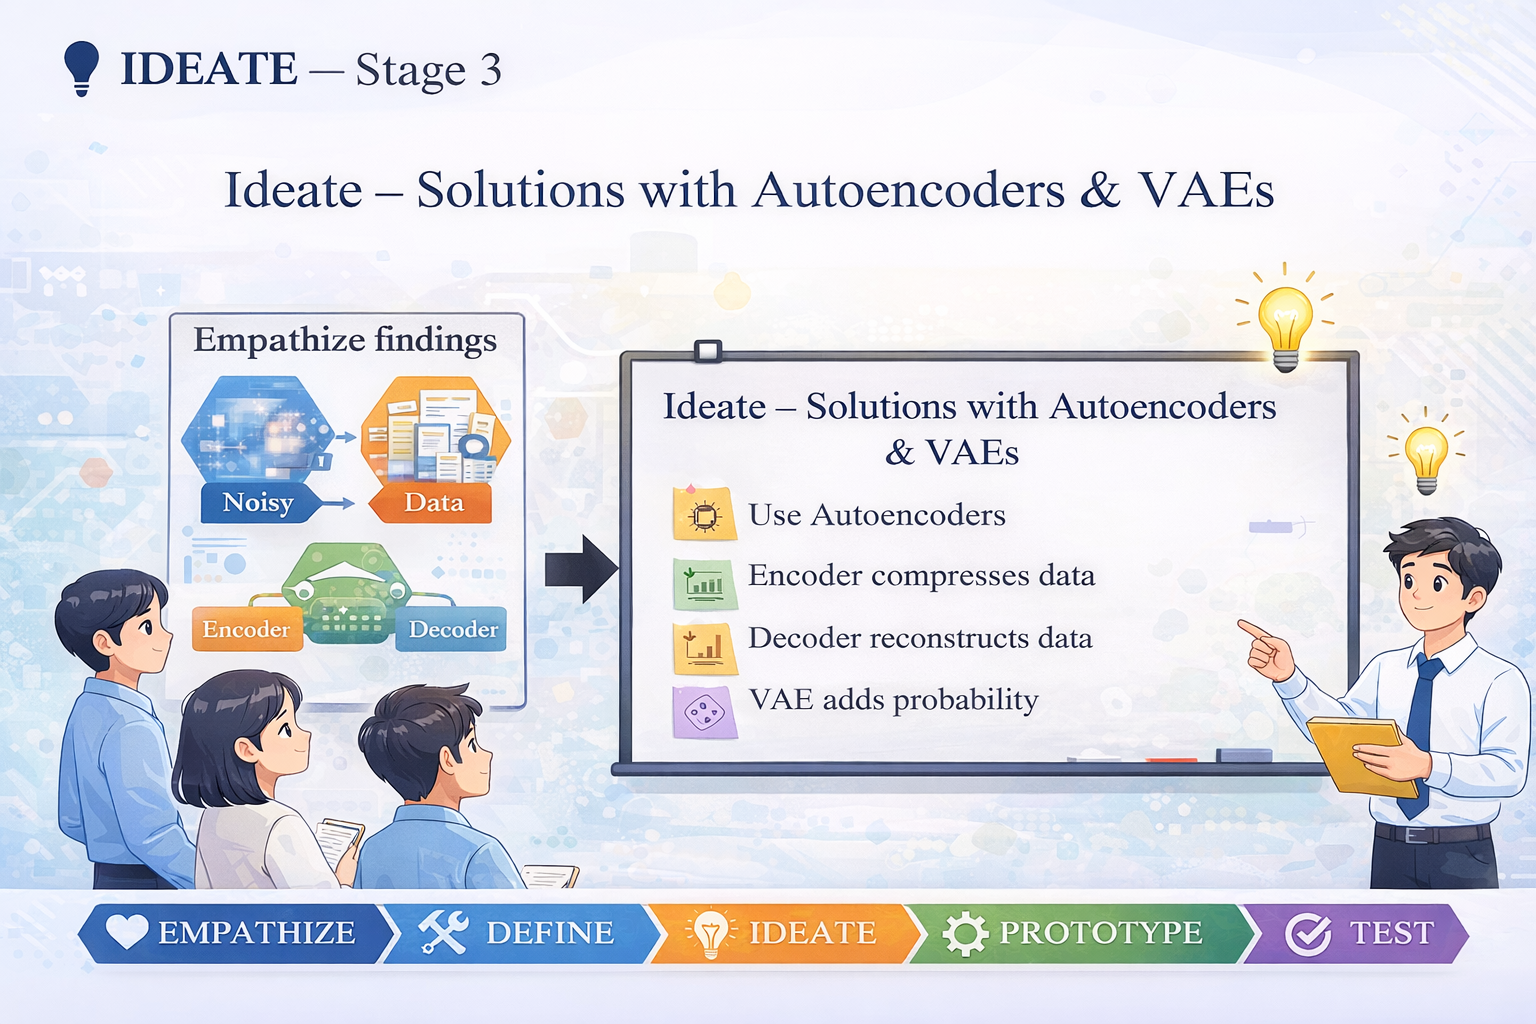 IDEATE — Stage 3
Ideate – Solutions with Autoencoders & VAEs
Empathize findings
Noisy
Data
Encoder
Decoder
Ideate – Solutions with Autoencoders
& VAEs
Use Autoencoders
Encoder compresses data
Decoder reconstructs data
VAE adds probability
EMPATHIZE
DEFINE
IDEATE
PROTOTYPE
TEST